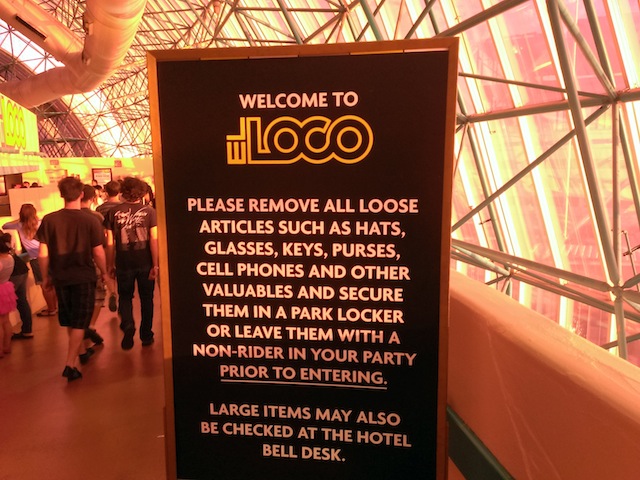 WELCOME TO
EL LOCO
PLEASE REMOVE ALL LOOSE
ARTICLES SUCH AS HATS,
GLASSES, KEYS, PURSES,
CELL PHONES AND OTHER
VALUABLES AND SECURE
THEM IN A PARK LOCKER
OR LEAVE THEM WITH A
NON-RIDER IN YOUR PARTY
PRIOR TO ENTERING.
LARGE ITEMS MAY ALSO
BE CHECKED AT THE HOTEL
BELL DESK.